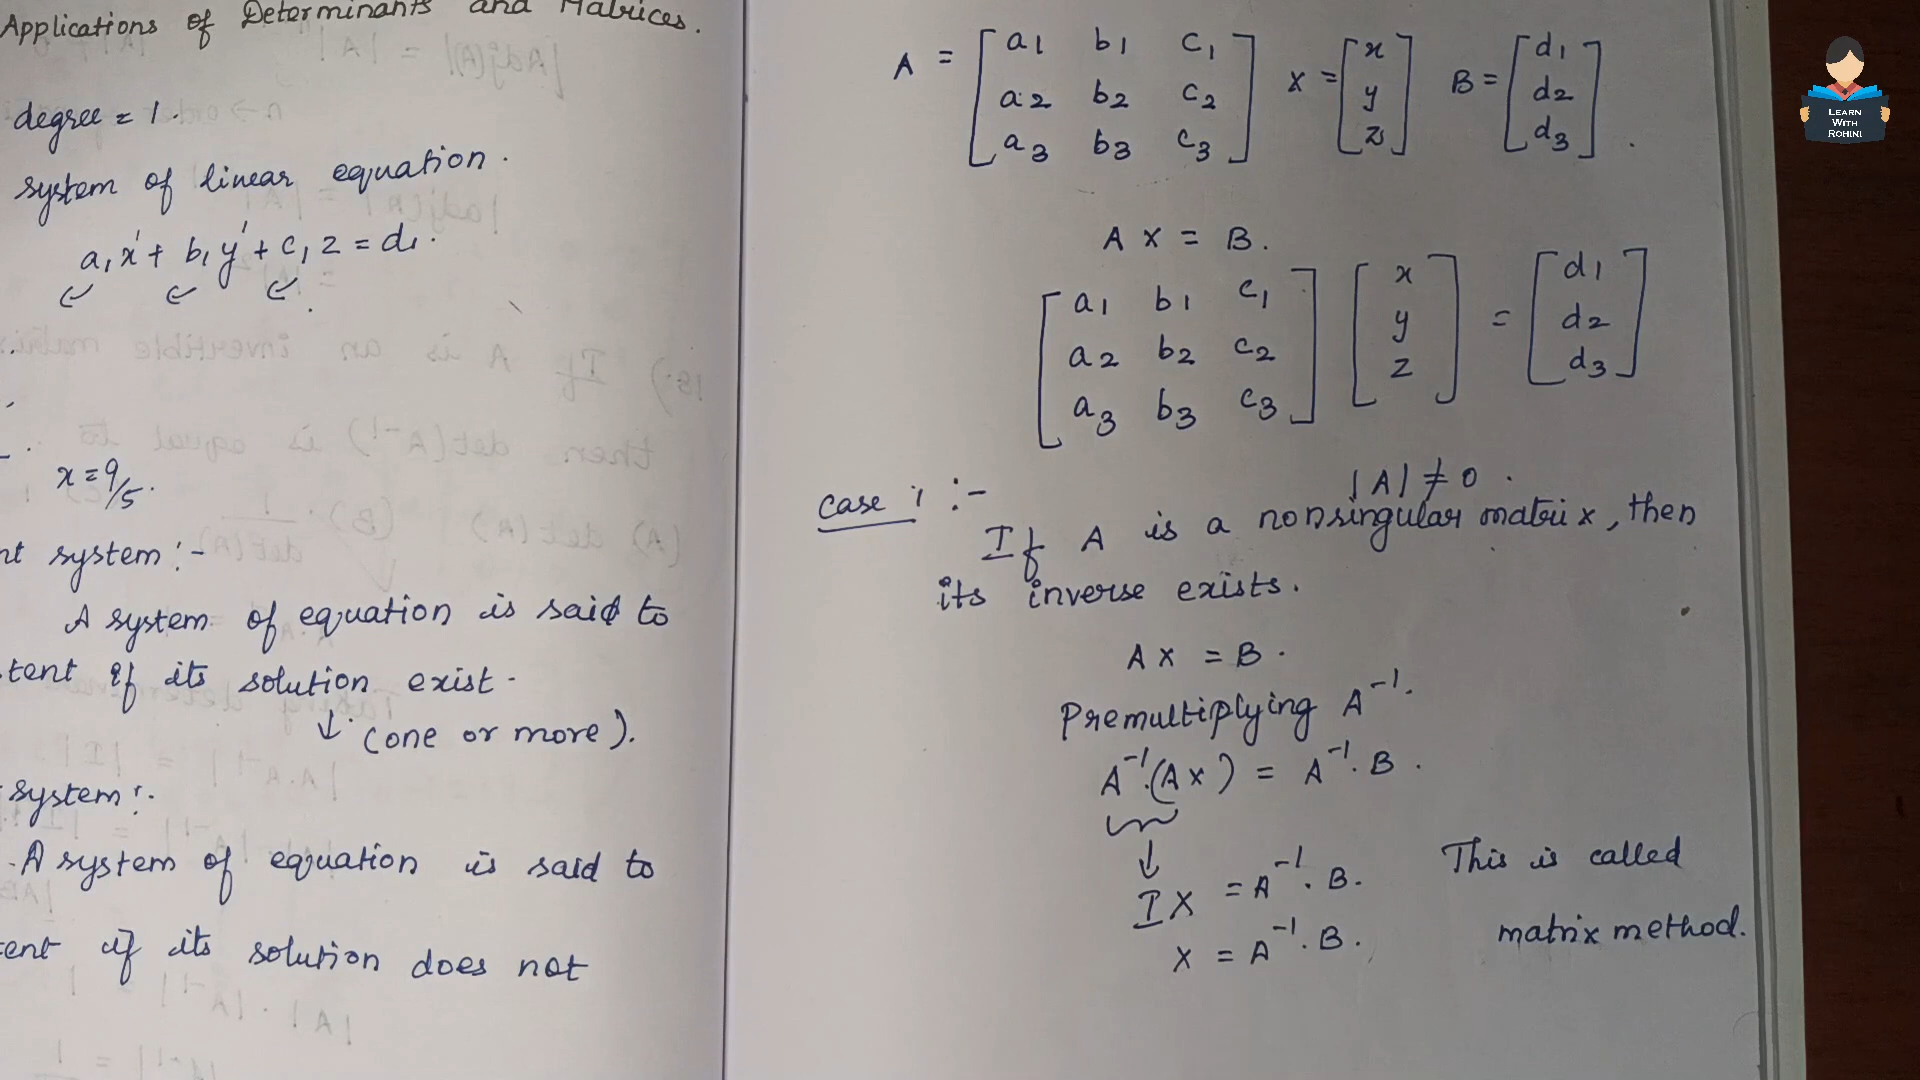 Applications of Determinants and Matrices.
degree = 1.
system of linear equation.
a₁x' + b₁y' + c₁z = d₁.
x = 9/5.
nt system :-
A system of equation is said to
tent if its solution exist.
↓ (one or more).
system :-
A system of equation is said to
ent if its solution does not
A = [a1 b1 c1
a2 b2 c2
a3 b3 c3] X = [x
y
z] B = [d1
d2
d3].
AX = B.
[a1 b1 c1
a2 b2 c2
a3 b3 c3] [x
y
z] = [d1
d2
d3]
Case 1 :- |A| ≠ 0.
If A is a nonsingular matrix, then
its inverse exists.
AX = B.
Premultiplying A⁻¹.
A⁻¹.(AX) = A⁻¹.B.
↓
IX = A⁻¹.B. This is called
X = A⁻¹.B. matrix method.
LEARN
WITH
ROHINI